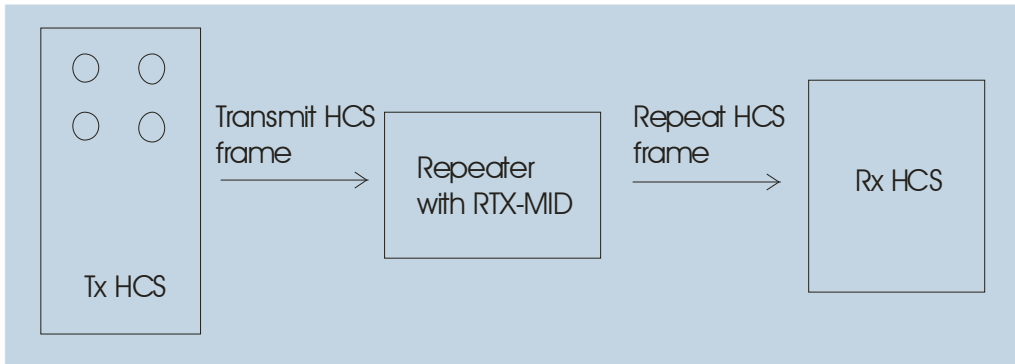 Tx HCS
Transmit HCS
frame
Repeater
with RTX-MID
Repeat HCS
frame
Rx HCS